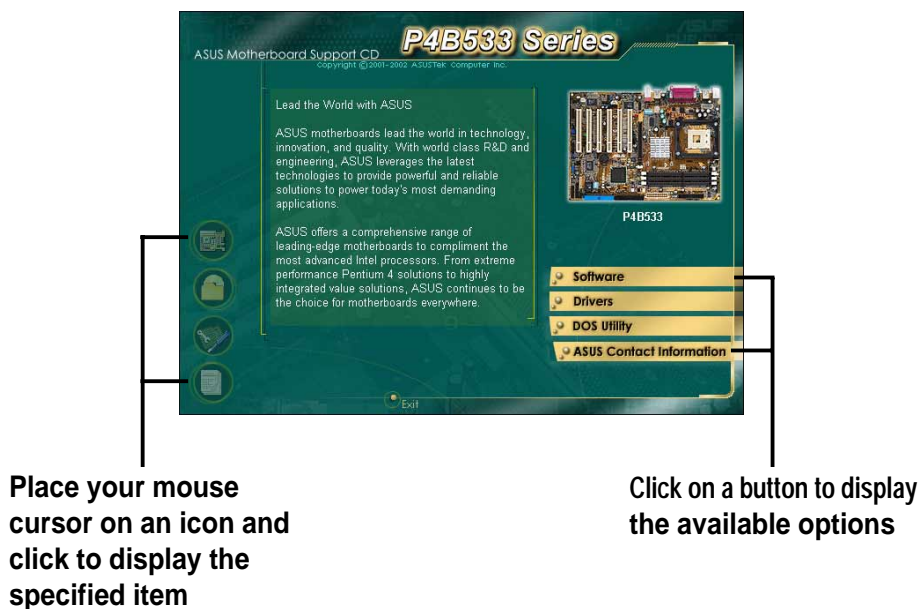 ASUS Motherboard Support CD
P4B533 Series
Copyright ©2001-2002 ASUSTek Computer Inc.
Lead the World with ASUS
ASUS motherboards lead the world in technology,
innovation, and quality. With world class R&D and
engineering, ASUS leverages the latest
technologies to provide powerful and reliable
solutions to power today's most demanding
applications.
ASUS offers a comprehensive range of
leading-edge motherboards to compliment the
most advanced Intel processors. From extreme
performance Pentium 4 solutions to highly
integrated value solutions, ASUS continues to be
the choice for motherboards everywhere.
P4B533
Software
Drivers
DOS Utility
ASUS Contact Information
Exit
Place your mouse
cursor on an icon and
click to display the
specified item
Click on a button to display
the available options